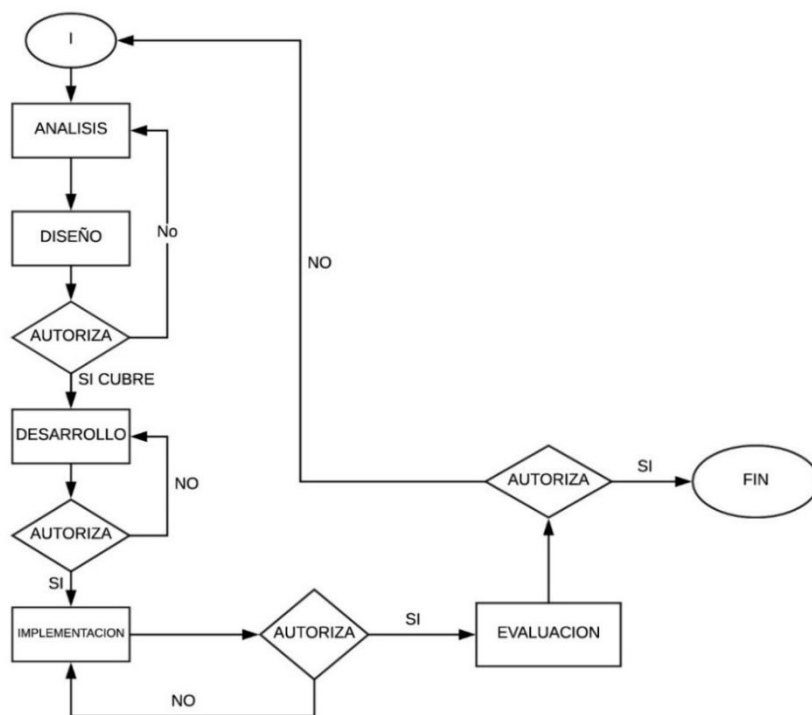 I
ANALISIS
DISEÑO
No
AUTORIZA
SI CUBRE
DESARROLLO
NO
AUTORIZA
SI
IMPLEMENTACION
AUTORIZA
NO
SI
EVALUACION
AUTORIZA
NO
SI
FIN